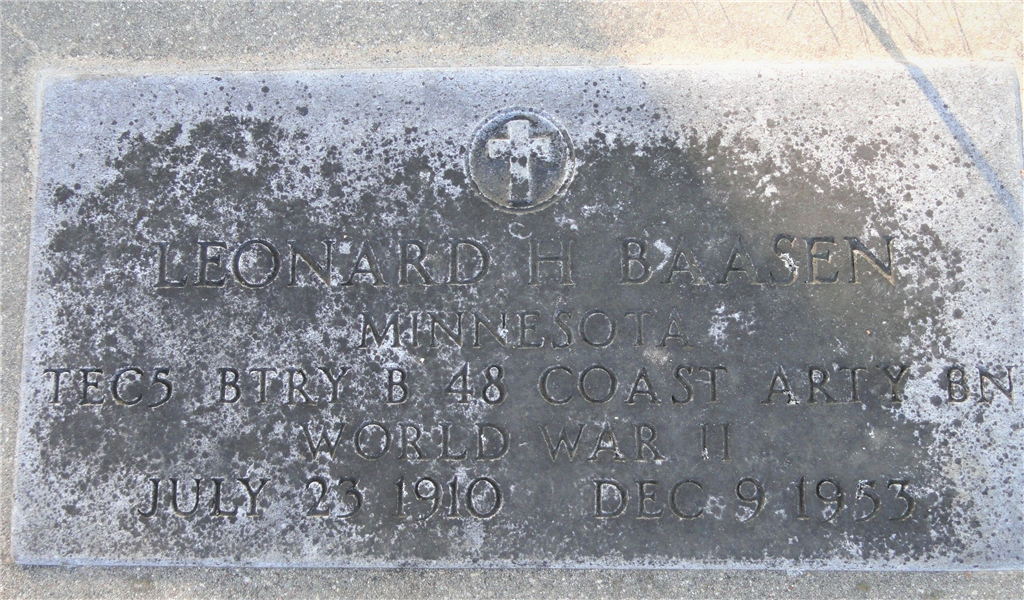 LEONARD H BAASEN
MINNESOTA
TEC5 BTRY B 48 COAST ARTY BN
WORLD WAR II
JULY 23 1910 DEC 9 1953